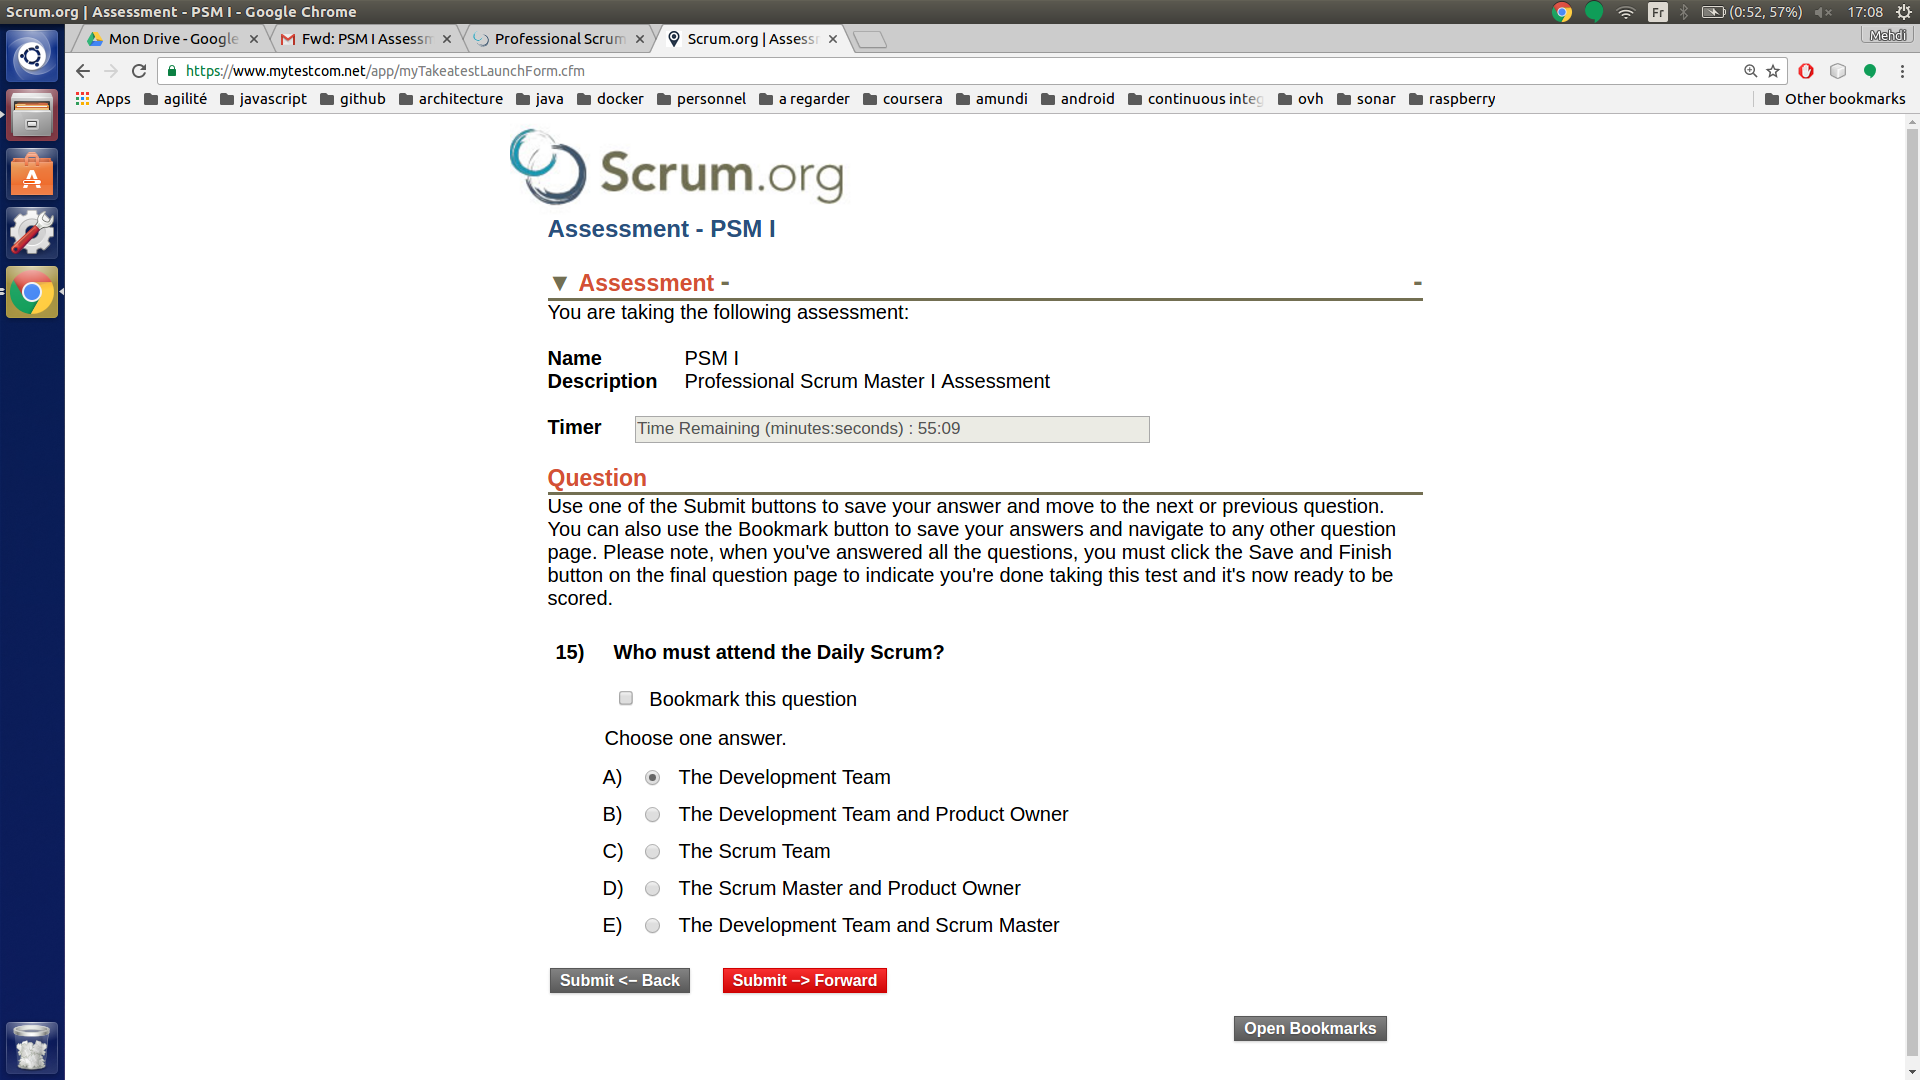 Scrum.org | Assessment - PSM I - Google Chrome
Fr
(0:52, 57%)
17:08
Mon Drive - Google
Fwd: PSM I Assessm
Professional Scrum
Scrum.org | Assess
Mehdi
https://www.mytestcom.net/app/myTakeatestLaunchForm.cfm
Apps
agilité
javascript
github
architecture
java
docker
personnel
a regarder
coursera
amundi
android
continuous integ
ovh
sonar
raspberry
Other bookmarks
Scrum.org
Assessment - PSM I
▼ Assessment - -
You are taking the following assessment:
Name PSM I
Description Professional Scrum Master I Assessment
Timer Time Remaining (minutes:seconds) : 55:09
Question
Use one of the Submit buttons to save your answer and move to the next or previous question.
You can also use the Bookmark button to save your answers and navigate to any other question
page. Please note, when you've answered all the questions, you must click the Save and Finish
button on the final question page to indicate you're done taking this test and it's now ready to be
scored.
15) Who must attend the Daily Scrum?
Bookmark this question
Choose one answer.
A) The Development Team
B) The Development Team and Product Owner
C) The Scrum Team
D) The Scrum Master and Product Owner
E) The Development Team and Scrum Master
Submit <– Back
Submit –> Forward
Open Bookmarks